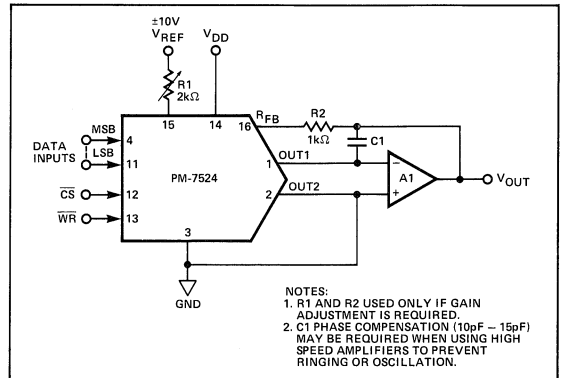 ±10V
VREF
VDD
R1
2kΩ
15
14
16
RFB
R2
1kΩ
C1
DATA
INPUTS
MSB
4
LSB
11
1
OUT1
−
A1
VOUT
PM-7524
2
OUT2
+
CS
12
WR
13
3
GND
NOTES:
1. R1 AND R2 USED ONLY IF GAIN
ADJUSTMENT IS REQUIRED.
2. C1 PHASE COMPENSATION (10pF – 15pF)
MAY BE REQUIRED WHEN USING HIGH
SPEED AMPLIFIERS TO PREVENT
RINGING OR OSCILLATION.